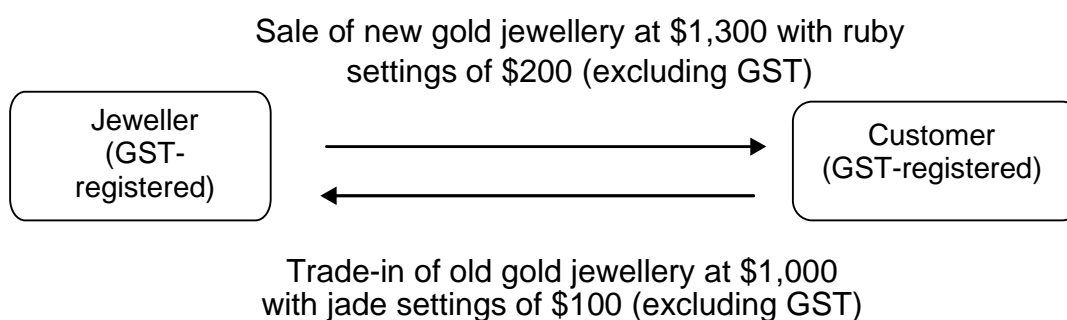 Sale of new gold jewellery at $1,300 with ruby
settings of $200 (excluding GST)
Jeweller
(GST-
registered)
Customer
(GST-registered)
Trade-in of old gold jewellery at $1,000
with jade settings of $100 (excluding GST)